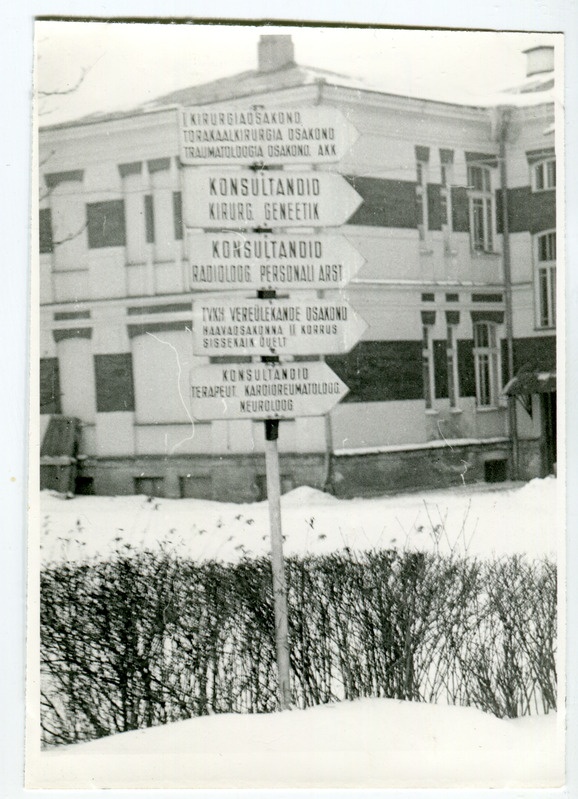 I KIRURGIAOSAKOND,
TORAKAALKIRURGIA OSAKOND
TRAUMATOLOOGIA OSAKOND, AKK
KONSULTANDID
KIRURG GENEETIK
KONSULTANDID
RADIOLOOG, PERSONALI ARST
TVKH VEREÜLEKANDE OSAKOND
HAAVAOSAKONNA II KORRUS
SISSEKÄIK ÕUELT
KONSULTANDID
TERAPEUT, KARDIOREUMATOLOOG,
NEUROLOOG